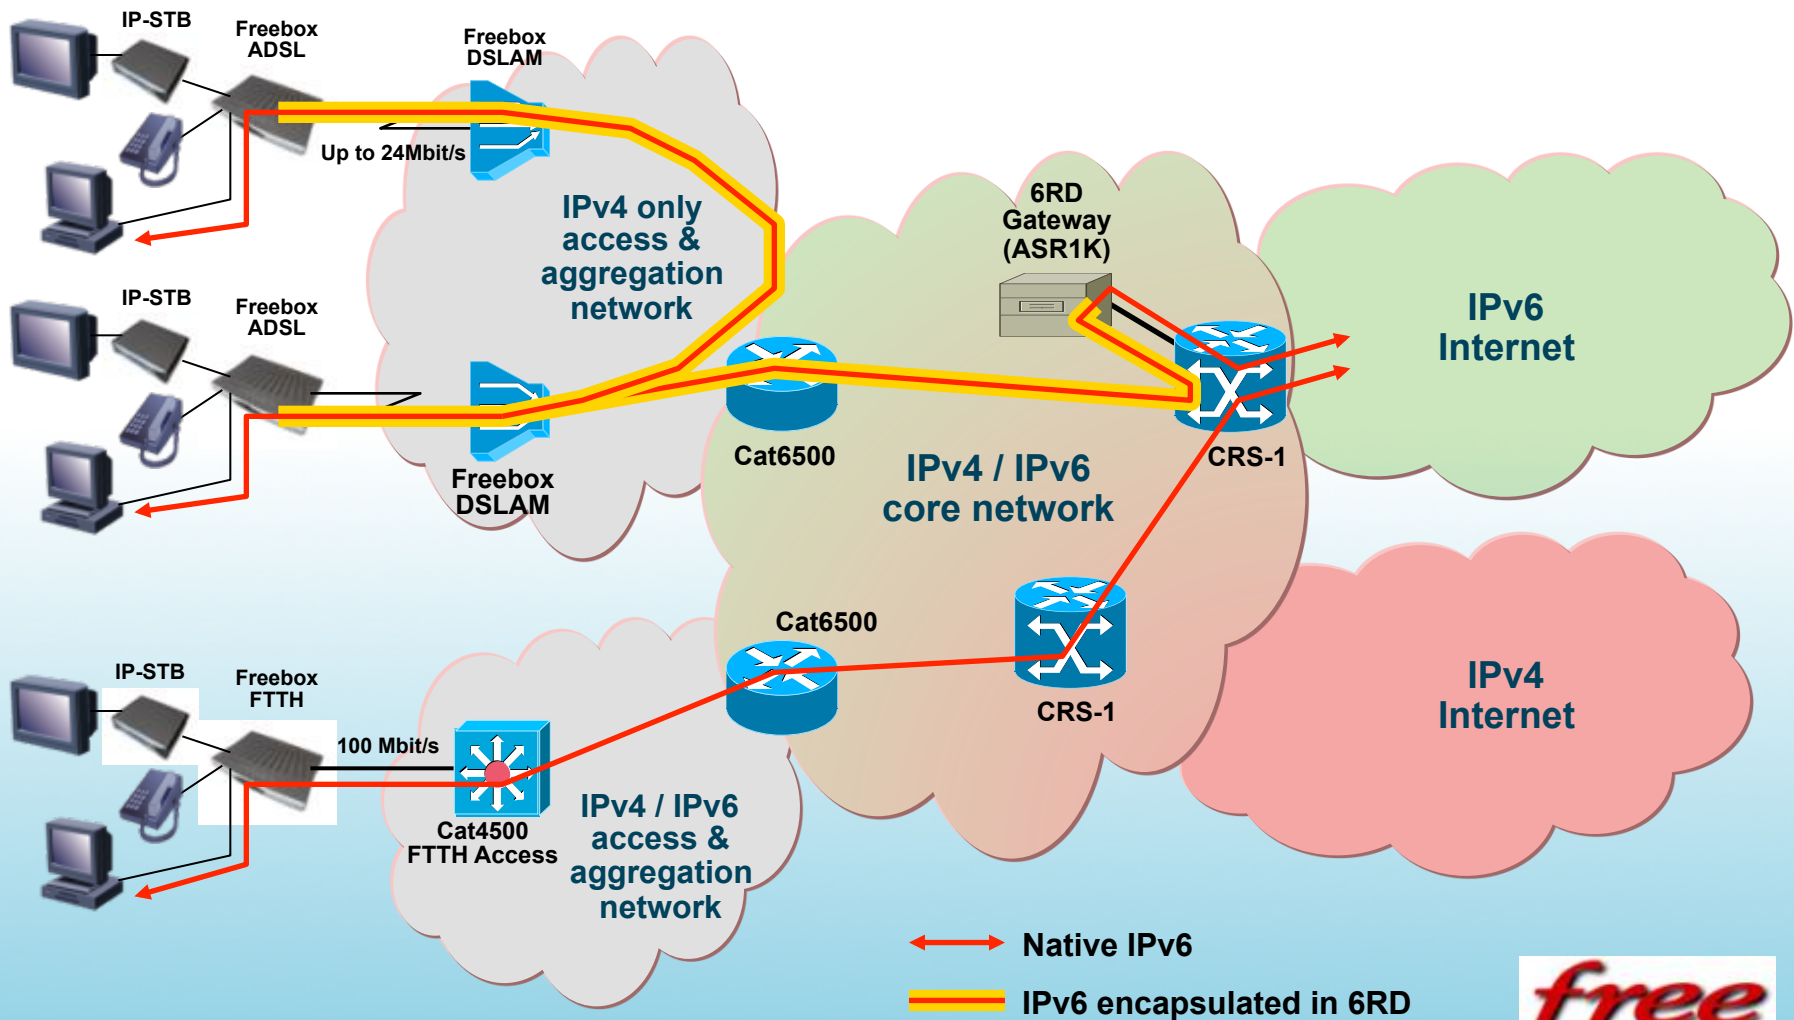 IP-STB
Freebox
ADSL
Freebox
DSLAM
Up to 24Mbit/s
IPv4 only
access &
aggregation
network
6RD
Gateway
(ASR1K)
IP-STB
Freebox
ADSL
IPv6
Internet
Cat6500
CRS-1
Freebox
DSLAM
IPv4 / IPv6
core network
Cat6500
IP-STB
Freebox
FTTH
100 Mbit/s
CRS-1
IPv4
Internet
Cat4500
FTTH Access
IPv4 / IPv6
access &
aggregation
network
Native IPv6
IPv6 encapsulated in 6RD
free